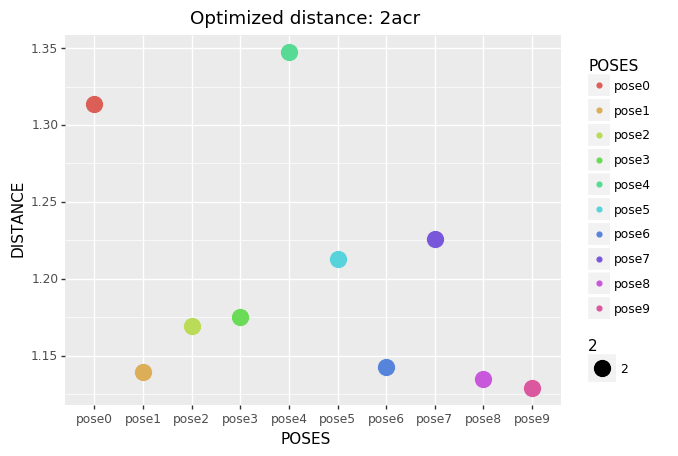 Optimized distance: 2acr
DISTANCE
1.35
1.30
1.25
1.20
1.15
pose0 pose1 pose2 pose3 pose4 pose5 pose6 pose7 pose8 pose9
POSES
POSES
pose0
pose1
pose2
pose3
pose4
pose5
pose6
pose7
pose8
pose9
2
2